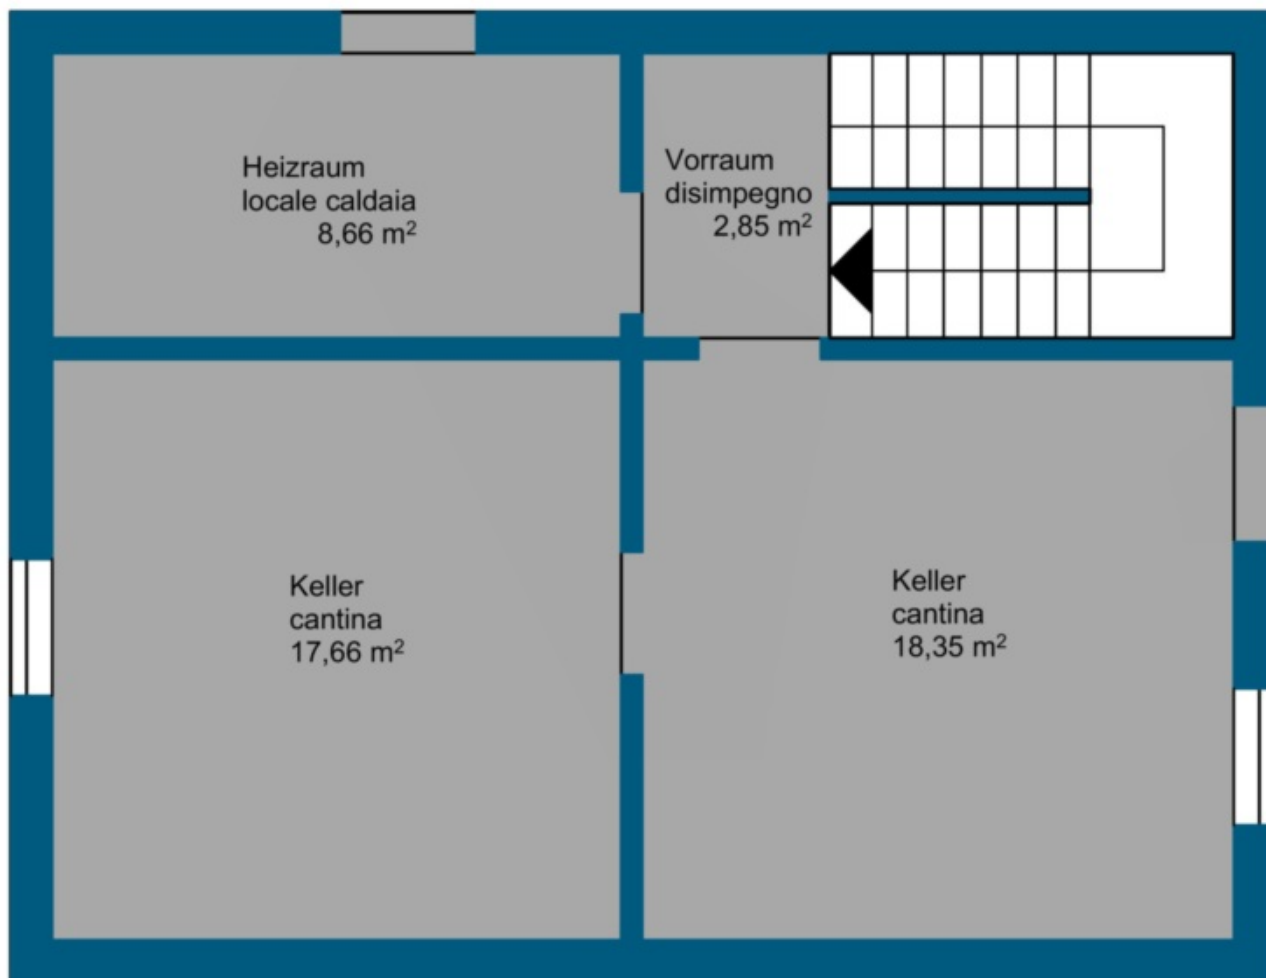 Heizraum
locale caldaia
8,66 m²
Vorraum
disimpegno
2,85 m²
Keller
cantina
17,66 m²
Keller
cantina
18,35 m²